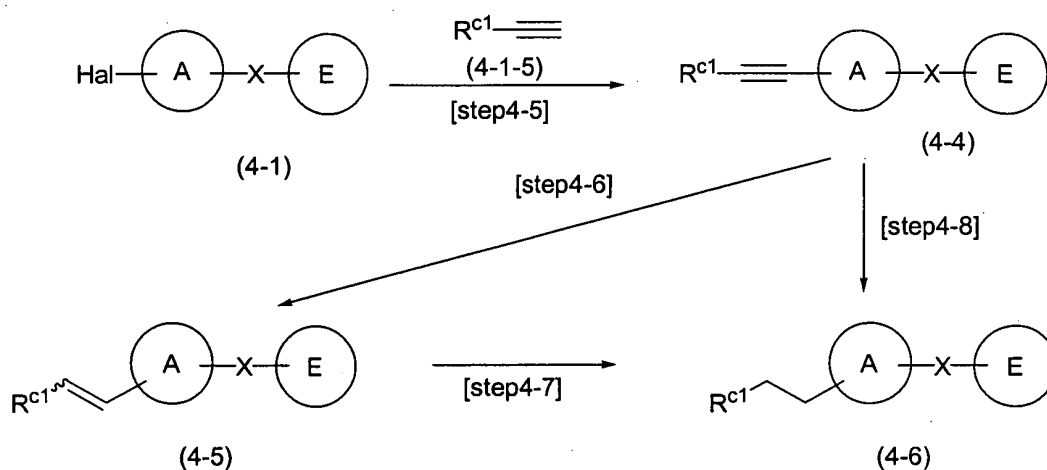 R^c1
(4-1-5)
[step4-5]
Hal A X E
(4-1)
R^c1 A X E
(4-4)
[step4-6]
[step4-8]
R^c1 A X E
(4-5)
[step4-7]
R^c1 A X E
(4-6)